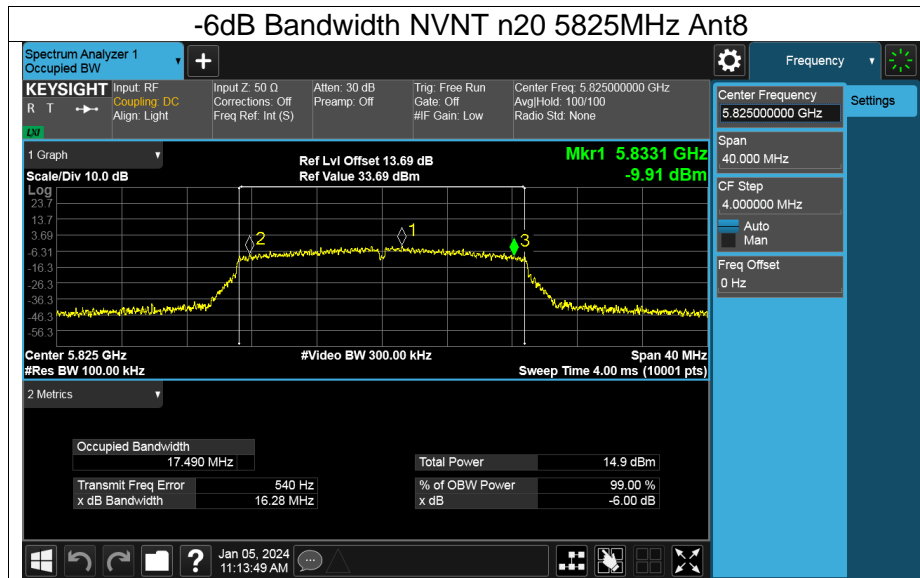 -6dB Bandwidth NVNT n20 5825MHz Ant8
Spectrum Analyzer 1
Occupied BW
+
Frequency
KEYSIGHT
R T
LXI
Input: RF
Coupling: DC
Align: Light
Input Z: 50 Ω
Corrections: Off
Freq Ref: Int (S)
Atten: 30 dB
Preamp: Off
Trig: Free Run
Gate: Off
#IF Gain: Low
Center Freq: 5.825000000 GHz
Avg|Hold: 100/100
Radio Std: None
Center Frequency
5.825000000 GHz
Settings
Span
40.000 MHz
CF Step
4.000000 MHz
Auto
Man
Freq Offset
0 Hz
1 Graph
Scale/Div 10.0 dB
Ref Lvl Offset 13.69 dB
Ref Value 33.69 dBm
Mkr1 5.8331 GHz
-9.91 dBm
Log
23.7
13.7
3.69
-6.31
-16.3
-26.3
-36.3
-46.3
-56.3
2
1
3
Center 5.825 GHz
#Video BW 300.00 kHz
Span 40 MHz
#Res BW 100.00 kHz
Sweep Time 4.00 ms (10001 pts)
2 Metrics
Occupied Bandwidth
17.490 MHz
Total Power 14.9 dBm
Transmit Freq Error 540 Hz
% of OBW Power 99.00 %
x dB Bandwidth 16.28 MHz
x dB -6.00 dB
?
Jan 05, 2024
11:13:49 AM